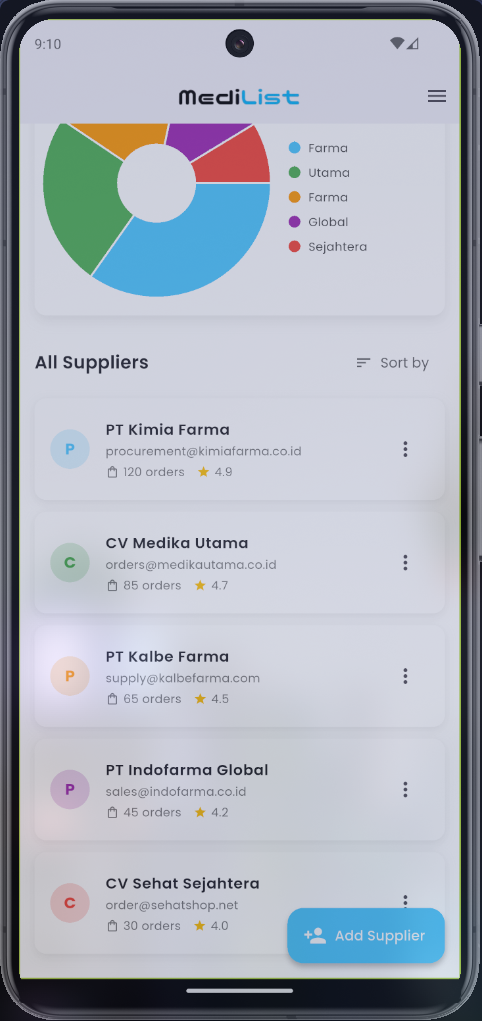 9:10
MediList
Farma
Utama
Farma
Global
Sejahtera
All Suppliers
Sort by
P
PT Kimia Farma
procurement@kimiafarma.co.id
120 orders 4.9
C
CV Medika Utama
orders@medikautama.co.id
85 orders 4.7
P
PT Kalbe Farma
supply@kalbefarma.com
65 orders 4.5
P
PT Indofarma Global
sales@indofarma.co.id
45 orders 4.2
C
CV Sehat Sejahtera
order@sehatshop.net
30 orders 4.0
Add Supplier